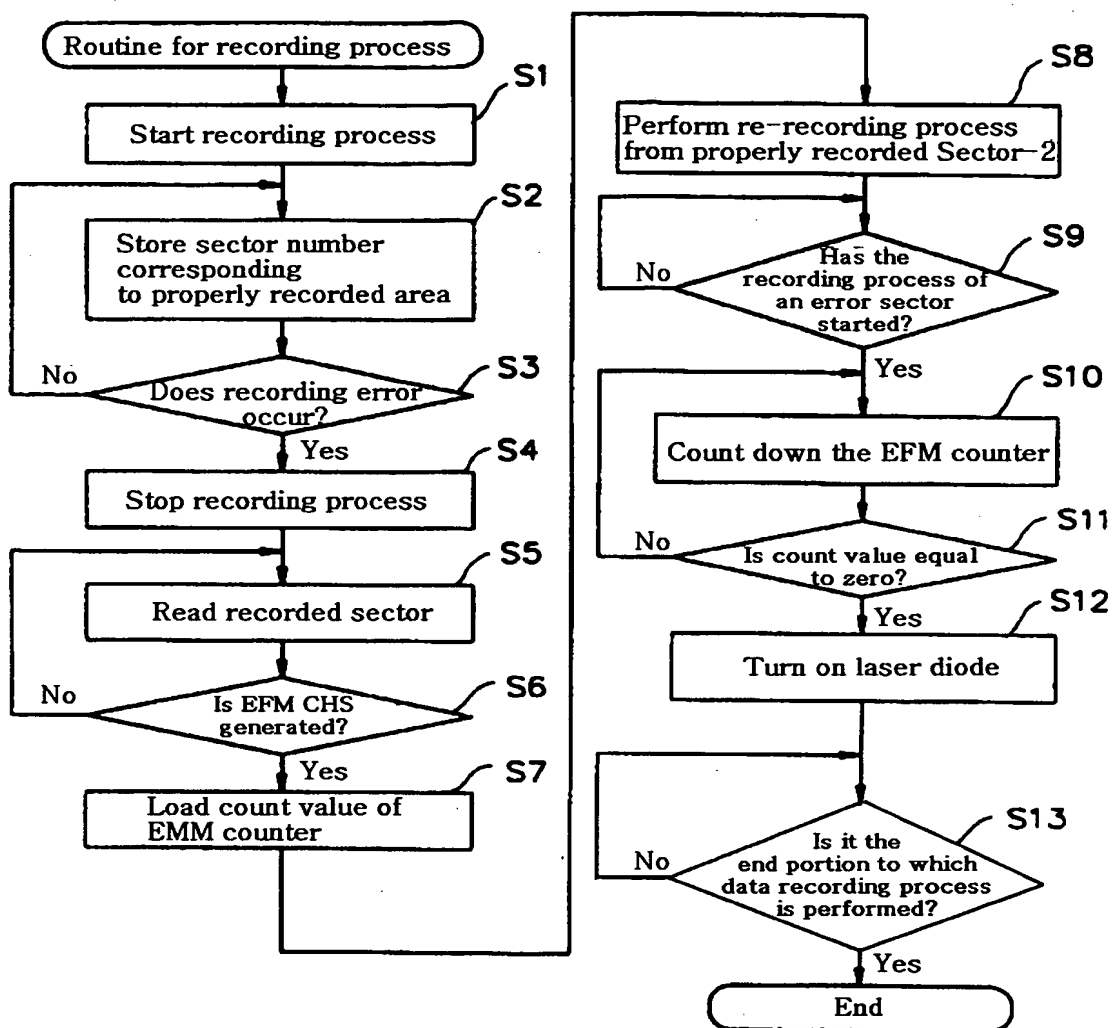 Routine for recording process
S1
Start recording process
S2
Store sector number
corresponding
to properly recorded area
S3
No
Does recording error
occur?
Yes
S4
Stop recording process
S5
Read recorded sector
S6
No
Is EFM CHS
generated?
Yes
S7
Load count value of
EMM counter
S8
Perform re-recording process
from properly recorded Sector-2
S9
Has the
No
recording process of
an error sector
started?
Yes
S10
Count down the EFM counter
S11
No
Is count value equal
to zero?
Yes
S12
Turn on laser diode
S13
Is it the
No
end portion to which
data recording process
is performed?
Yes
End